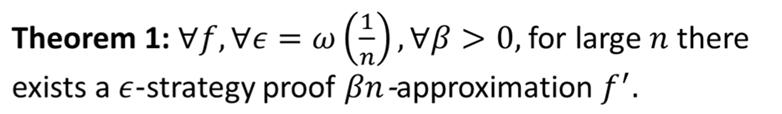 Theorem 1: ∀f, ∀ϵ = ω(1/n), ∀β > 0, for large n there
exists a ϵ-strategy proof βn-approximation f′.